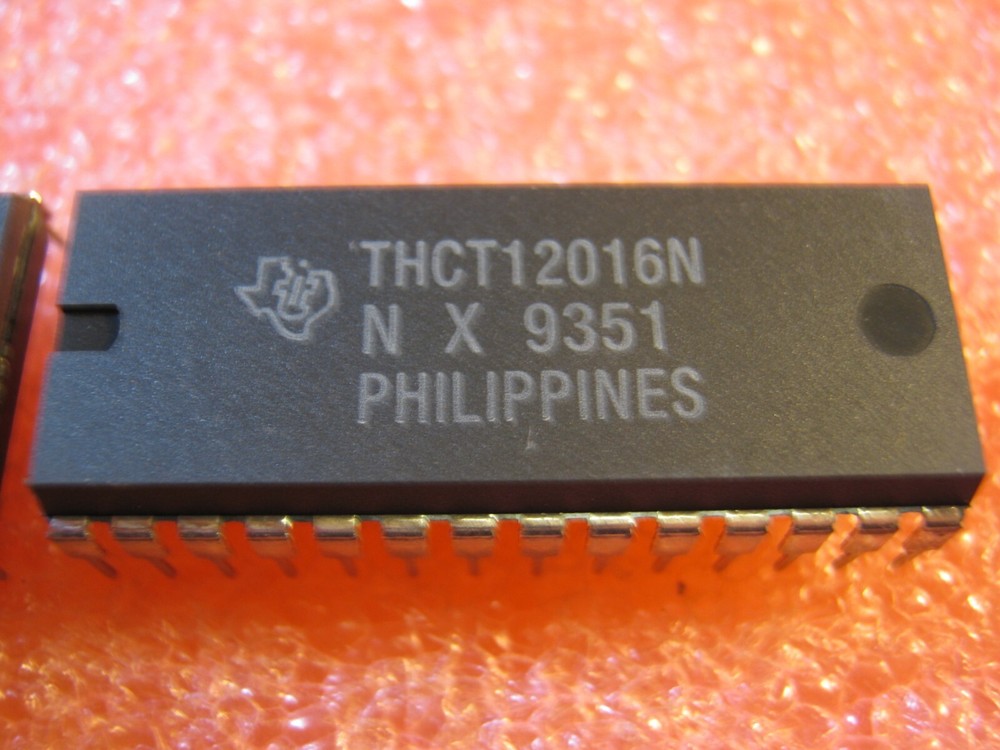 THCT12016N
N X 9351
PHILIPPINES